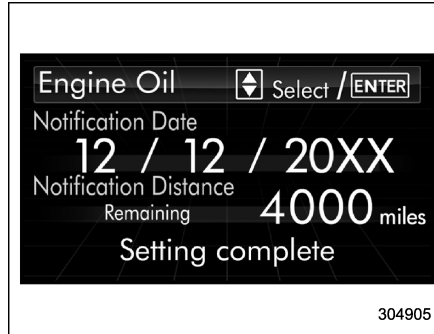 Engine Oil Select / ENTER
Notification Date
12 / 12 / 20XX
Notification Distance
Remaining 4000 miles
Setting complete
304905